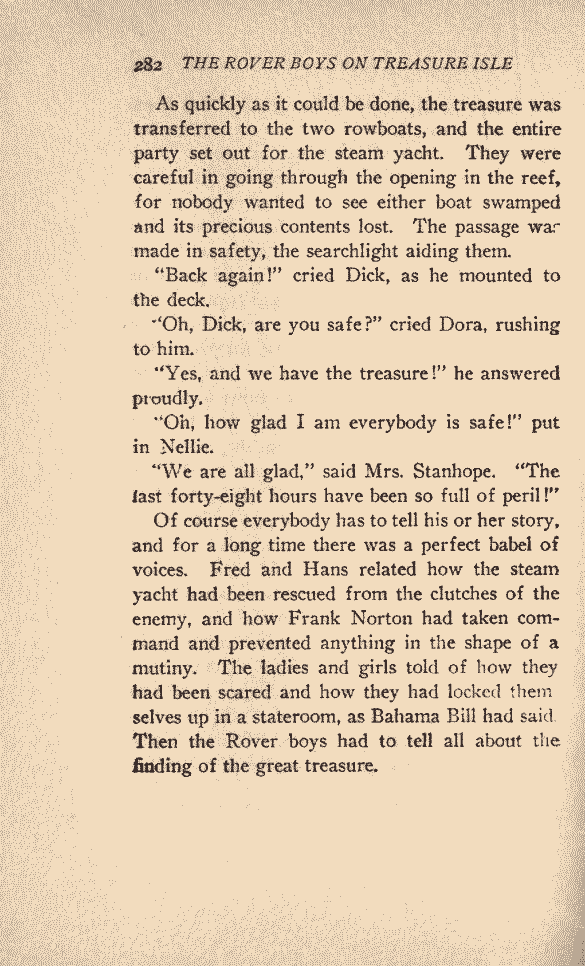 282 THE ROVER BOYS ON TREASURE ISLE
As quickly as it could be done, the treasure was
transferred to the two rowboats, and the entire
party set out for the steam yacht. They were
careful in going through the opening in the reef,
for nobody wanted to see either boat swamped
and its precious contents lost. The passage was
made in safety, the searchlight aiding them.
"Back again!" cried Dick, as he mounted to
the deck.
"Oh, Dick, are you safe?" cried Dora, rushing
to him.
"Yes, and we have the treasure!" he answered
proudly.
"Oh, how glad I am everybody is safe!" put
in Nellie.
"We are all glad," said Mrs. Stanhope. "The
last forty-eight hours have been so full of peril!"
Of course everybody has to tell his or her story,
and for a long time there was a perfect babel of
voices. Fred and Hans related how the steam
yacht had been rescued from the clutches of the
enemy, and how Frank Norton had taken com-
mand and prevented anything in the shape of a
mutiny. The ladies and girls told of how they
had been scared and how they had locked them
selves up in a stateroom, as Bahama Bill had said.
Then the Rover boys had to tell all about the
finding of the great treasure.